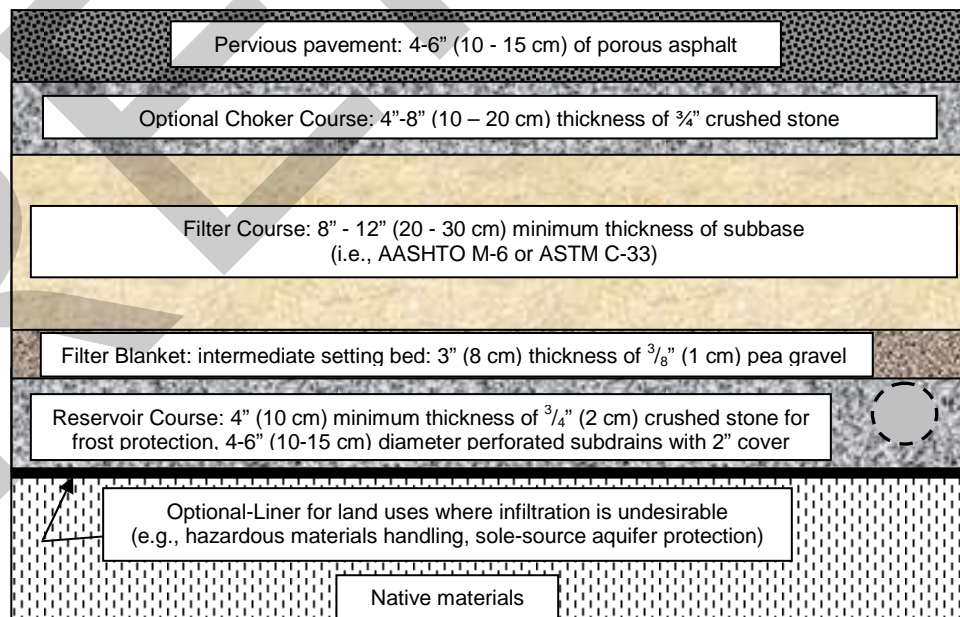 Pervious pavement: 4-6” (10 - 15 cm) of porous asphalt
Optional Choker Course: 4”-8” (10 – 20 cm) thickness of ¾” crushed stone
Filter Course: 8” - 12” (20 - 30 cm) minimum thickness of subbase
(i.e., AASHTO M-6 or ASTM C-33)
Filter Blanket: intermediate setting bed: 3” (8 cm) thickness of 3/8” (1 cm) pea gravel
Reservoir Course: 4” (10 cm) minimum thickness of 3/4” (2 cm) crushed stone for
frost protection, 4-6” (10-15 cm) diameter perforated subdrains with 2” cover
Optional-Liner for land uses where infiltration is undesirable
(e.g., hazardous materials handling, sole-source aquifer protection)
Native materials